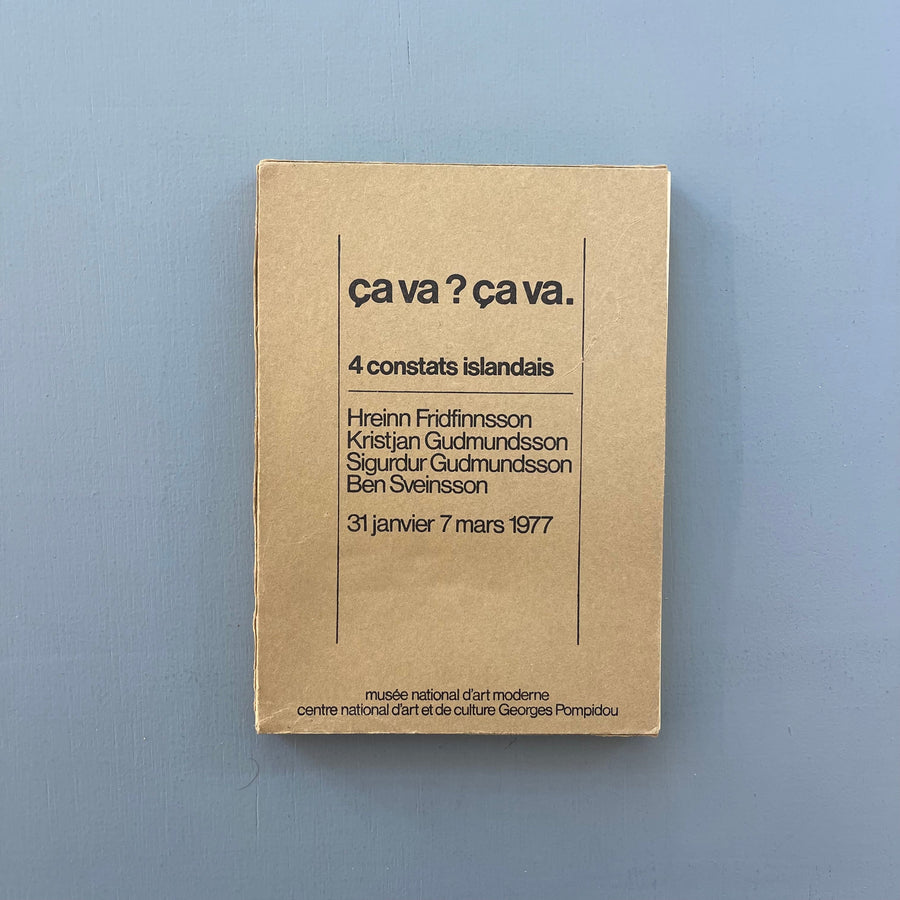 ça va ? ça va.
4 constats islandais
Hreinn Fridfinnsson
Kristjan Gudmundsson
Sigurdur Gudmundsson
Ben Sveinsson
31 janvier 7 mars 1977
musée national d'art moderne
centre national d'art et de culture Georges Pompidou